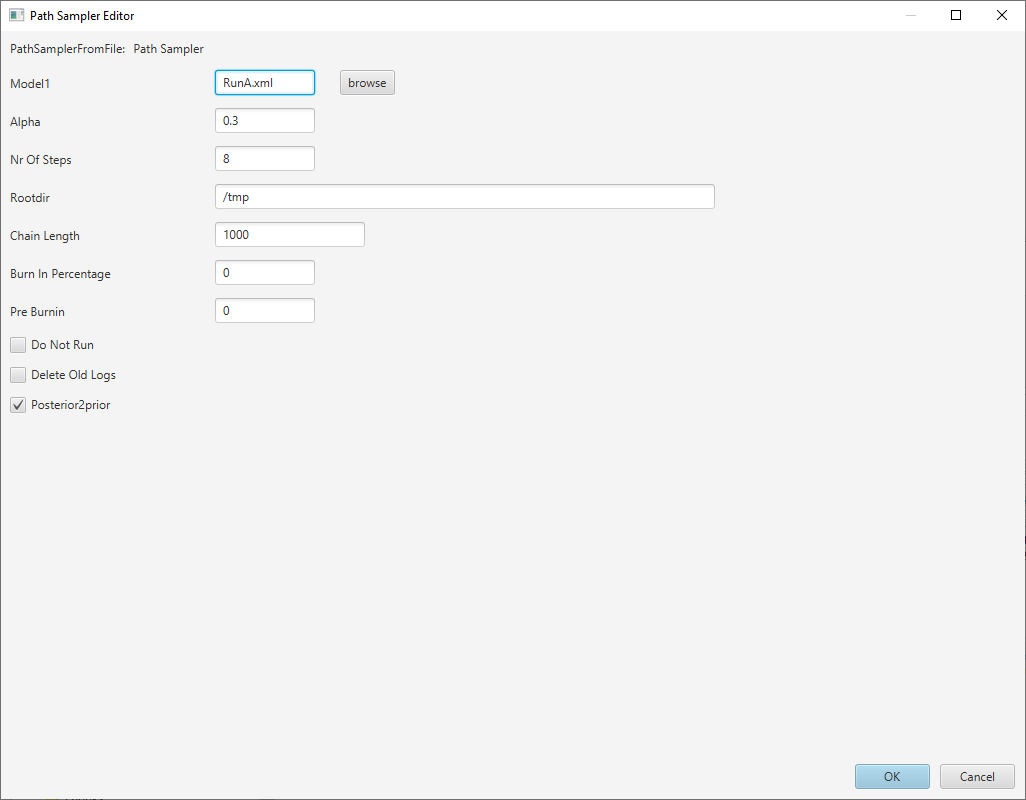 Path Sampler Editor
PathSamplerFromFile: Path Sampler
Model1 RunA.xml browse
Alpha 0.3
Nr Of Steps 8
Rootdir /tmp
Chain Length 1000
Burn In Percentage 0
Pre Burnin 0
Do Not Run
Delete Old Logs
Posterior2prior
OK Cancel